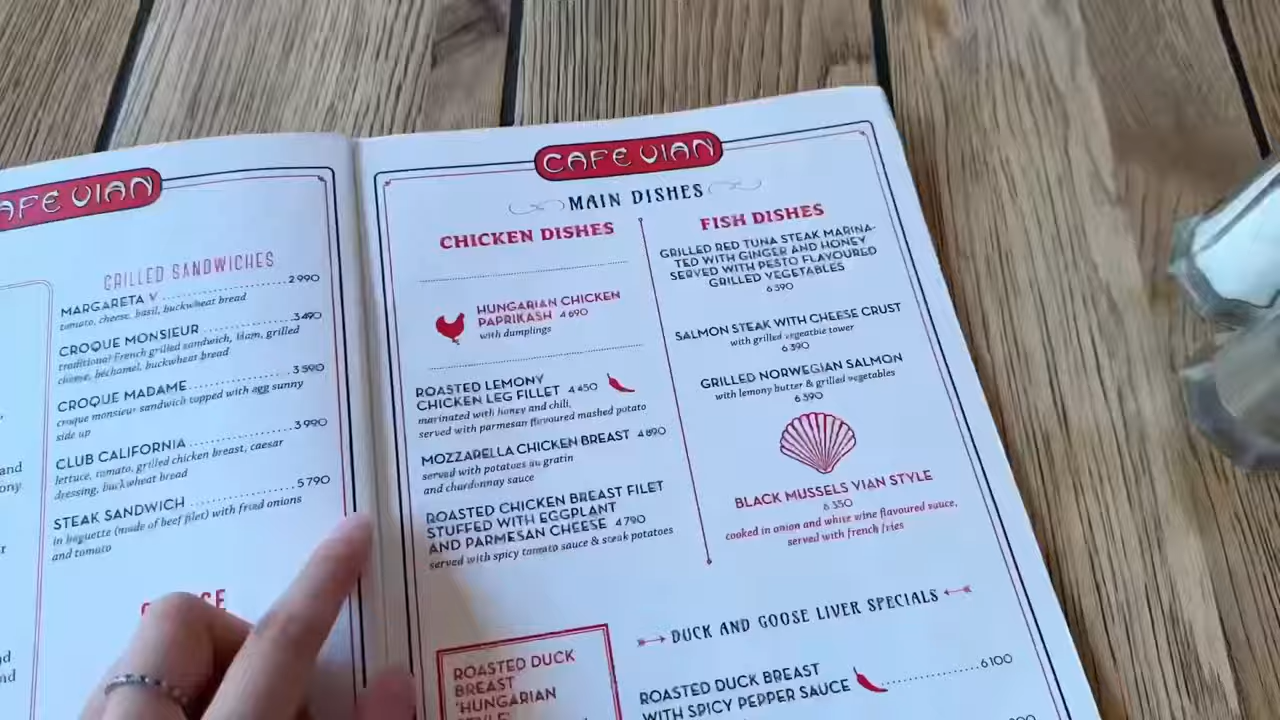 CAFE VIAN
GRILLED SANDWICHES
MARGARETA V 2 990
tomato, cheese, basil, buckwheat bread
CROQUE MONSIEUR 3 490
traditional French grilled sandwich, Ham, grilled
cheese, béchamel, buckwheat bread
CROQUE MADAME 3 590
croque monsieur sandwich topped with egg sunny
side up
CLUB CALIFORNIA 3 990
lettuce, tomato, grilled chicken breast, caesar
dressing, buckwheat bread
STEAK SANDWICH 5 790
in baguette (made of beef filet) with fried onions
and tomato
and
CAFE VIAN
MAIN DISHES
CHICKEN DISHES
HUNGARIAN CHICKEN
PAPRIKASH 4 690
with dumplings
ROASTED LEMONY
CHICKEN LEG FILLET 4 450
marinated with honey and chili,
served with parmesan flavoured mashed potato
MOZZARELLA CHICKEN BREAST 4 890
served with potatoes au gratin
and chardonnay sauce
ROASTED CHICKEN BREAST FILET
STUFFED WITH EGGPLANT
AND PARMESAN CHEESE 4 790
served with spicy tomato sauce & steak potatoes
FISH DISHES
GRILLED RED TUNA STEAK MARINA-
TED WITH GINGER AND HONEY
SERVED WITH PESTO FLAVOURED
GRILLED VEGETABLES
6 390
SALMON STEAK WITH CHEESE CRUST
with grilled vegetable tower
6 390
GRILLED NORWEGIAN SALMON
with lemony butter & grilled vegetables
6 390
BLACK MUSSELS VIAN STYLE
6 350
cooked in onion and white wine flavoured sauce,
served with french fries
DUCK AND GOOSE LIVER SPECIALS
ROASTED DUCK
BREAST
'HUNGARIAN
STYLE'
ROASTED DUCK BREAST
WITH SPICY PEPPER SAUCE 6 100